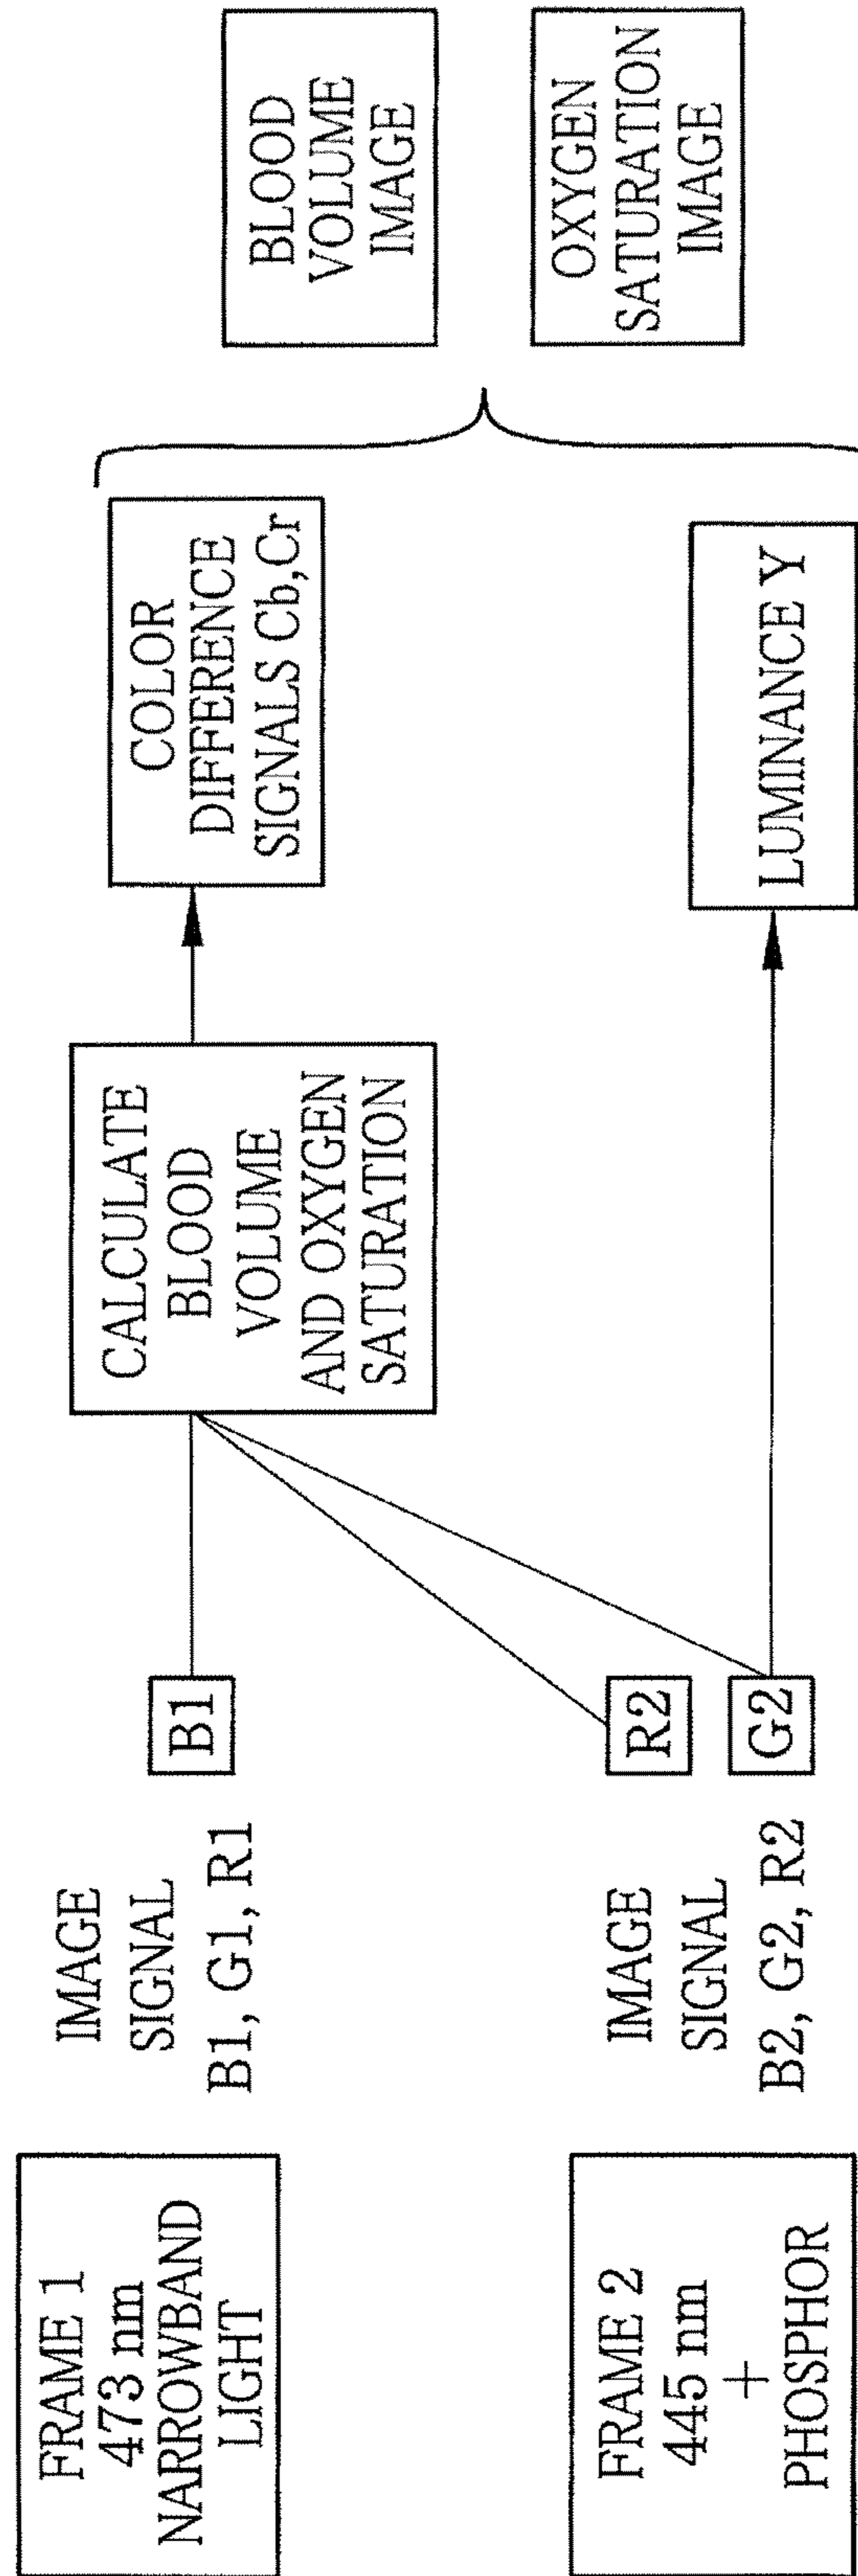 FRAME 1
473 nm
NARROWBAND
LIGHT
IMAGE
SIGNAL
B1, G1, R1
B1
CALCULATE
BLOOD
VOLUME
AND OXYGEN
SATURATION
COLOR
DIFFERENCE
SIGNALS Cb,Cr
FRAME 2
445 nm
+
PHOSPHOR
IMAGE
SIGNAL
B2, G2, R2
R2
G2
LUMINANCE Y
BLOOD
VOLUME
IMAGE
OXYGEN
SATURATION
IMAGE